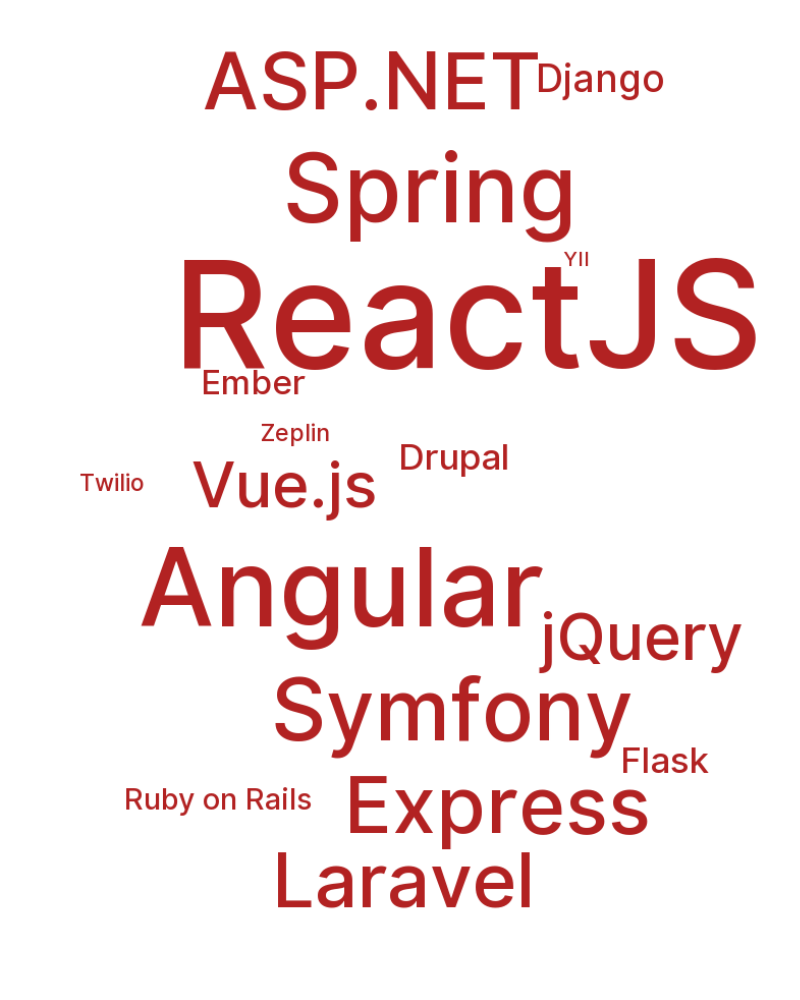 ASP.NET
Django
Spring
YII
ReactJS
Ember
Zeplin
Drupal
Twilio
Vue.js
Angular
jQuery
Symfony
Flask
Ruby on Rails
Express
Laravel